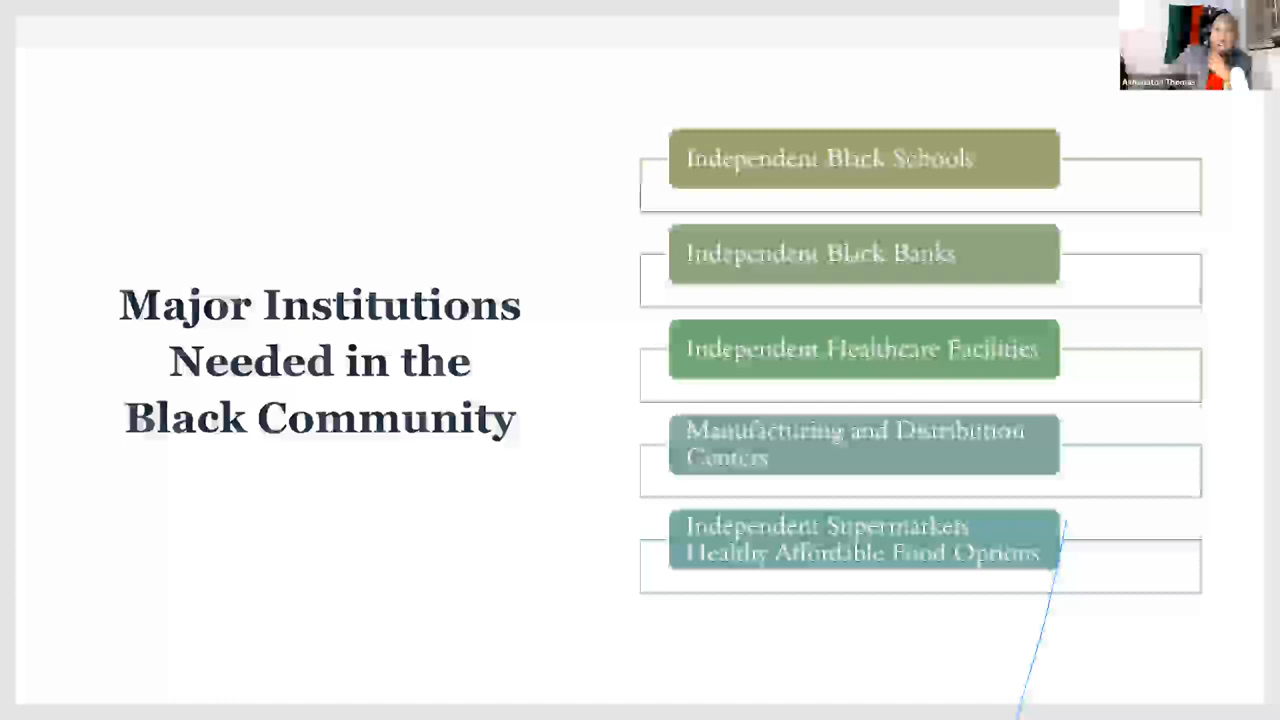 Major Institutions
Needed in the
Black Community
Independent Black Schools
Independent Black Banks
Independent Healthcare Facilities
Manufacturing and Distribution
Centers
Independent Supermarkets
Healthy Affordable Food Options
Thomas